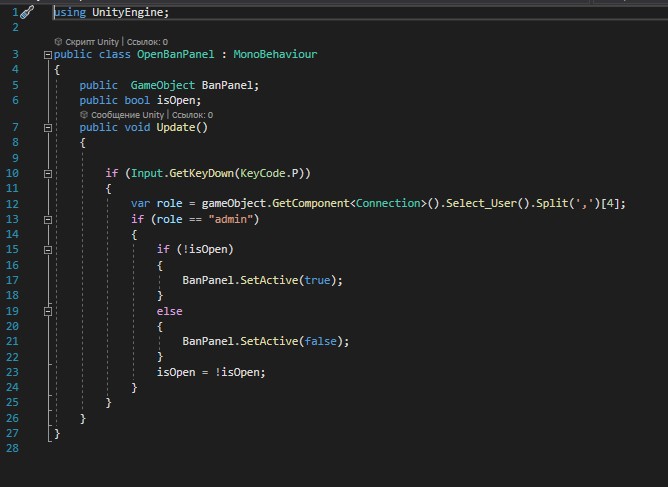 1 using UnityEngine;
2
Скрипт Unity | Ссылок: 0
3 public class OpenBanPanel : MonoBehaviour
4 {
5 public  GameObject BanPanel;
6 public bool isOpen;
Сообщение Unity | Ссылок: 0
7 public void Update()
8 {
9
10 if (Input.GetKeyDown(KeyCode.P))
11 {
12 var role = gameObject.GetComponent<Connection>().Select_User().Split(',')[4];
13 if (role == "admin")
14 {
15 if (!isOpen)
16 {
17 BanPanel.SetActive(true);
18 }
19 else
20 {
21 BanPanel.SetActive(false);
22 }
23 isOpen = !isOpen;
24 }
25 }
26 }
27 }
28